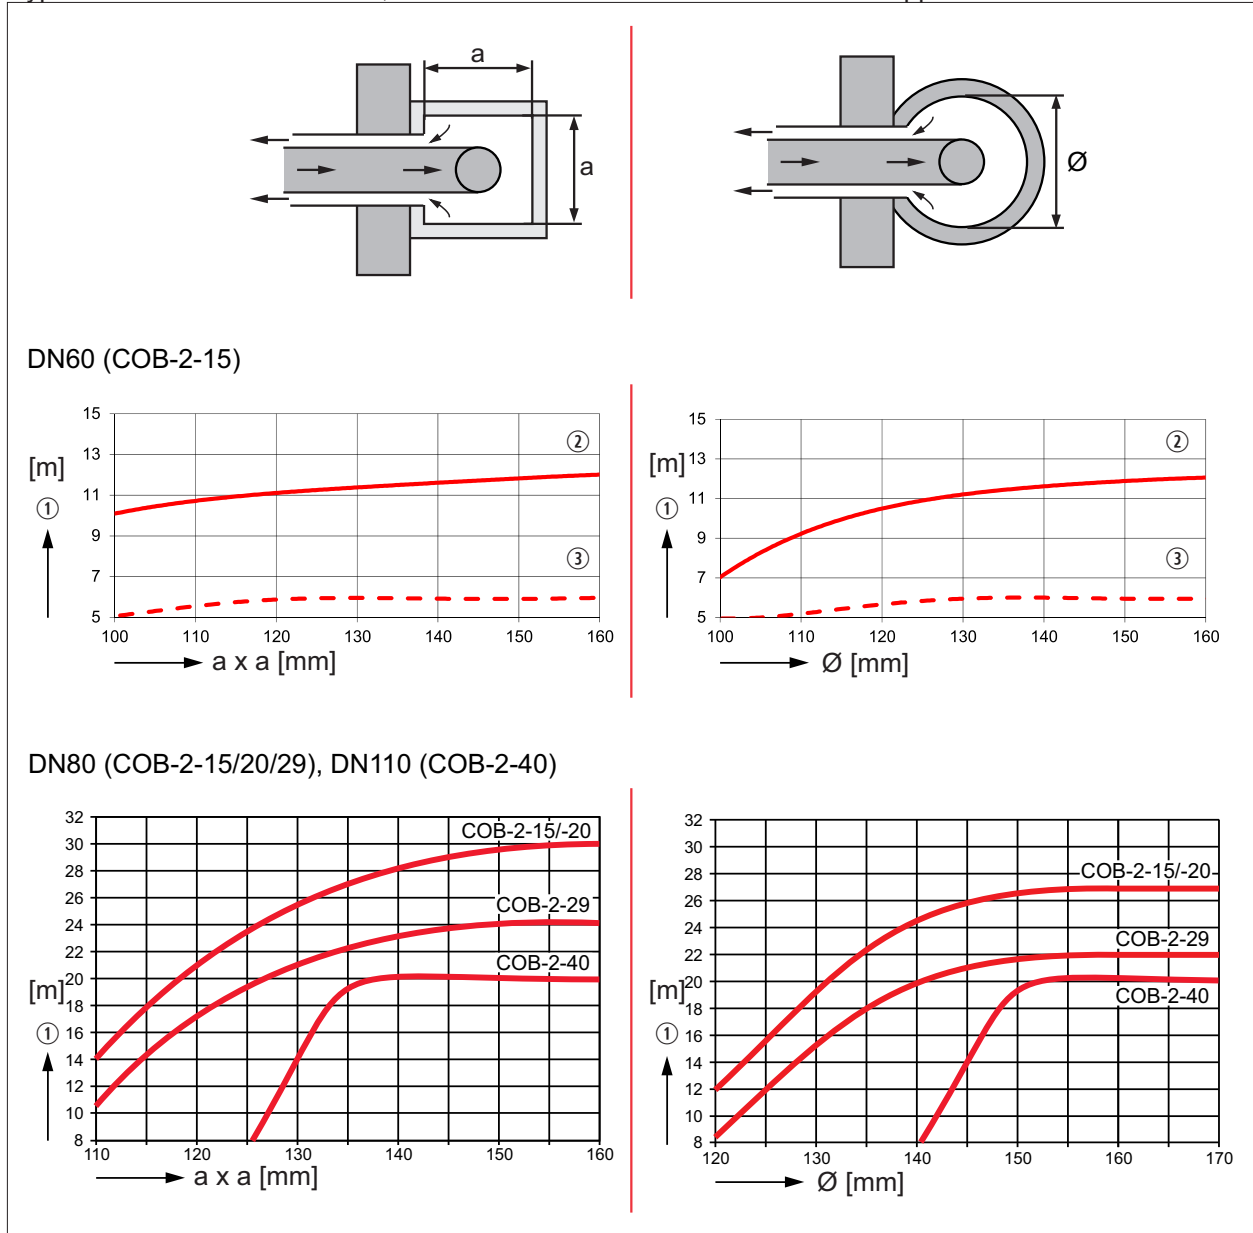 a
a
Ø
DN60 (COB-2-15)
15
13
11
9
7
5
[m]
①
②
③
100 110 120 130 140 150 160
a x a [mm]
15
13
11
9
7
5
[m]
①
②
③
100 110 120 130 140 150 160
Ø [mm]
DN80 (COB-2-15/20/29), DN110 (COB-2-40)
32
30
28
26
24
22
20
18
16
14
12
10
8
[m]
①
COB-2-15/-20
COB-2-29
COB-2-40
110 120 130 140 150 160
a x a [mm]
32
30
28
26
24
22
20
18
16
14
12
10
8
[m]
①
COB-2-15/-20
COB-2-29
COB-2-40
120 130 140 150 160 170
Ø [mm]